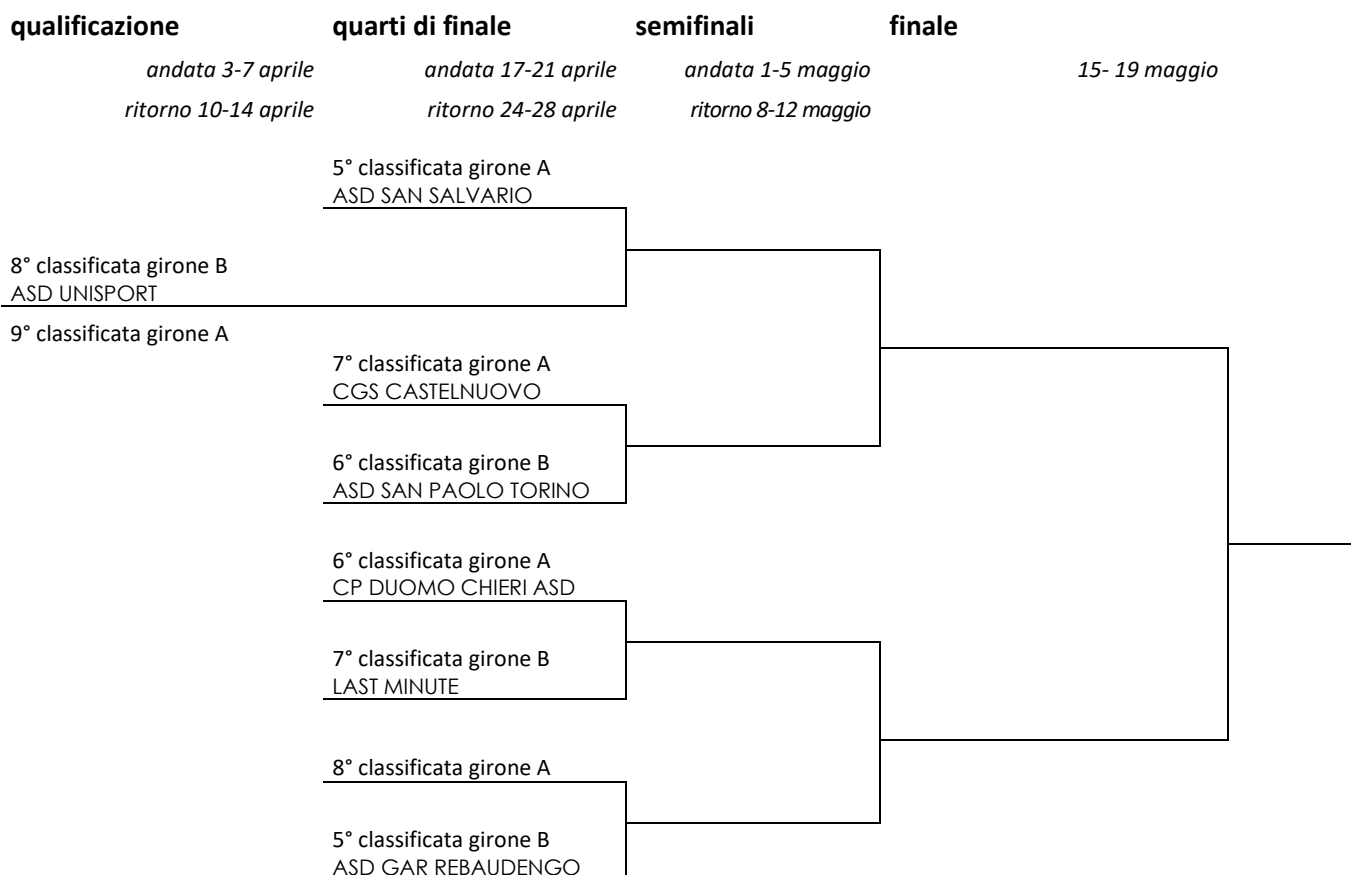 qualificazione quarti di finale semifinali finale
andata 3-7 aprile andata 17-21 aprile andata 1-5 maggio 15- 19 maggio
ritorno 10-14 aprile ritorno 24-28 aprile ritorno 8-12 maggio
5° classificata girone A
ASD SAN SALVARIO
8° classificata girone B
ASD UNISPORT
9° classificata girone A
7° classificata girone A
CGS CASTELNUOVO
6° classificata girone B
ASD SAN PAOLO TORINO
6° classificata girone A
CP DUOMO CHIERI ASD
7° classificata girone B
LAST MINUTE
8° classificata girone A
5° classificata girone B
ASD GAR REBAUDENGO